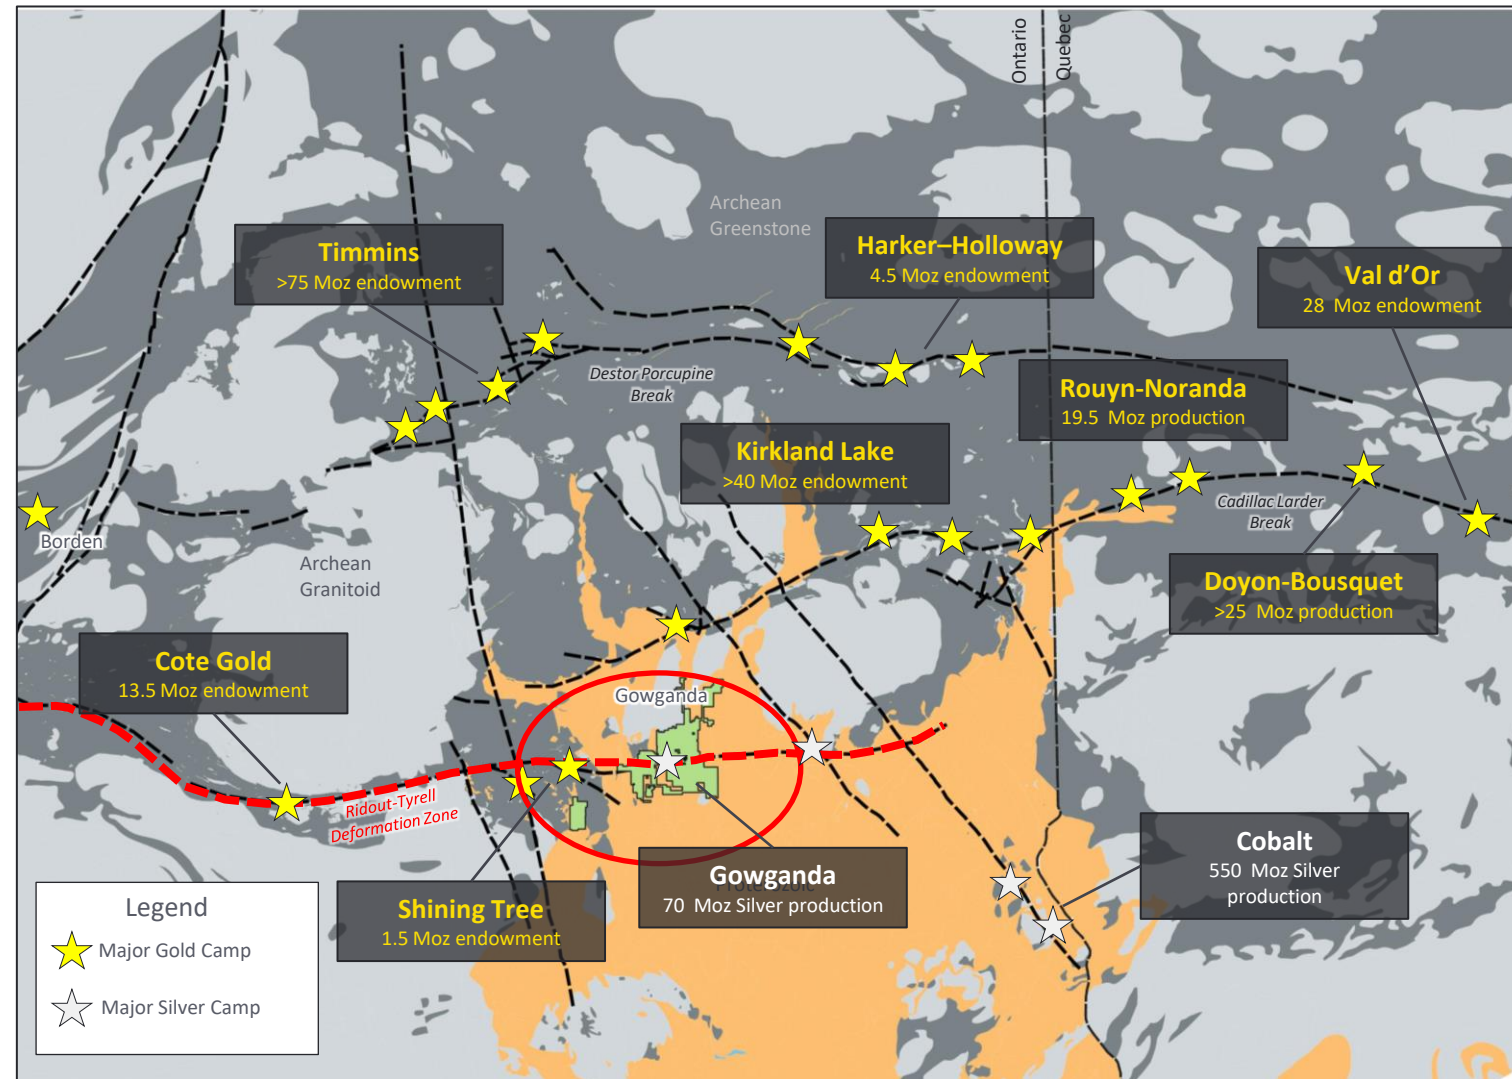 Ontario
Quebec
Archean
Greenstone
Timmins
>75 Moz endowment
Harker–Holloway
4.5 Moz endowment
Val d’Or
28 Moz endowment
Destor Porcupine
Break
Rouyn-Noranda
19.5 Moz production
Kirkland Lake
>40 Moz endowment
Cadillac Larder
Break
Borden
Archean
Granitoid
Doyon-Bousquet
>25 Moz production
Cote Gold
13.5 Moz endowment
Gowganda
Ridout-Tyrell
Deformation Zone
Cobalt
550 Moz Silver
production
Gowganda
Proterozoic
70 Moz Silver production
Shining Tree
1.5 Moz endowment
Legend
Major Gold Camp
Major Silver Camp